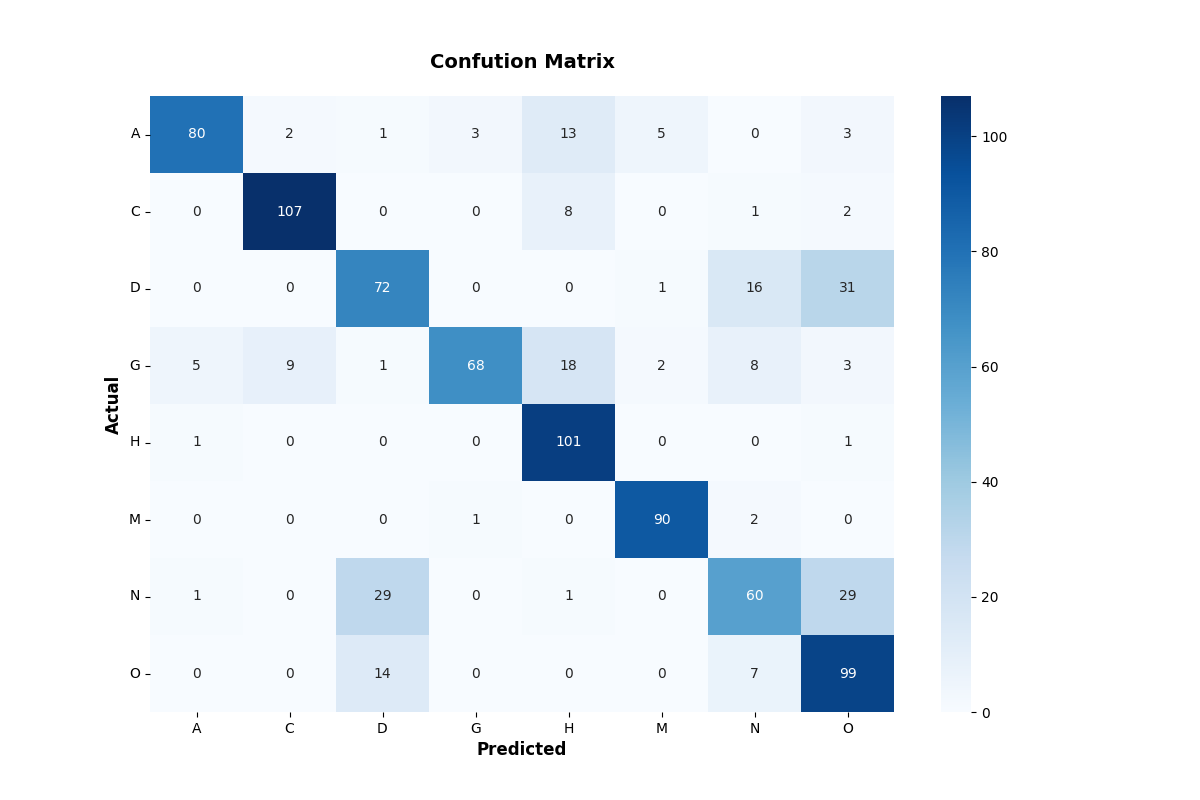 Confution Matrix
A 80 2 1 3 13 5 0 3
C 0 107 0 0 8 0 1 2
D 0 0 72 0 0 1 16 31
G 5 9 1 68 18 2 8 3
H 1 0 0 0 101 0 0 1
M 0 0 0 1 0 90 2 0
N 1 0 29 0 1 0 60 29
O 0 0 14 0 0 0 7 99
A C D G H M N O
Actual
Predicted
100
80
60
40
20
0